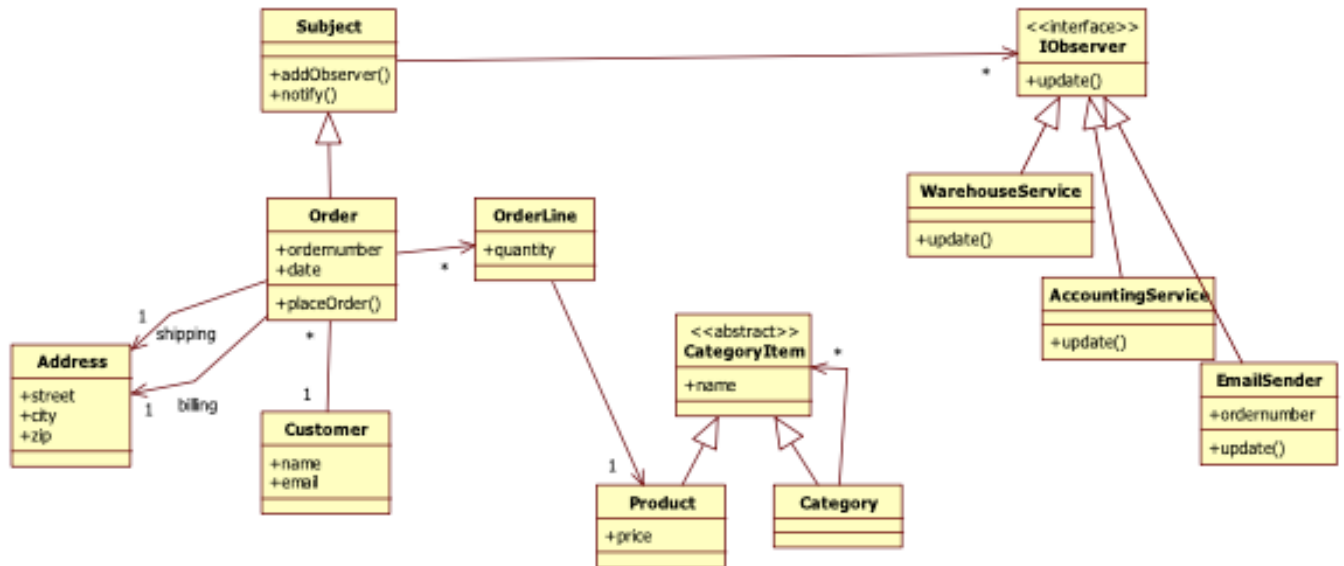 Subject
+addObserver()
+notify()
<<interface>>
IObserver
+update()
*
WarehouseService
+update()
Order
+ordernumber
+date
+placeOrder()
OrderLine
+quantity
*
AccountingService
+update()
1
shipping
*
<<abstract>>
CategoryItem
+name
*
Address
+street
+city
+zip
1
billing
1
EmailSender
+ordernumber
+update()
Customer
+name
+email
1
Product
+price
Category